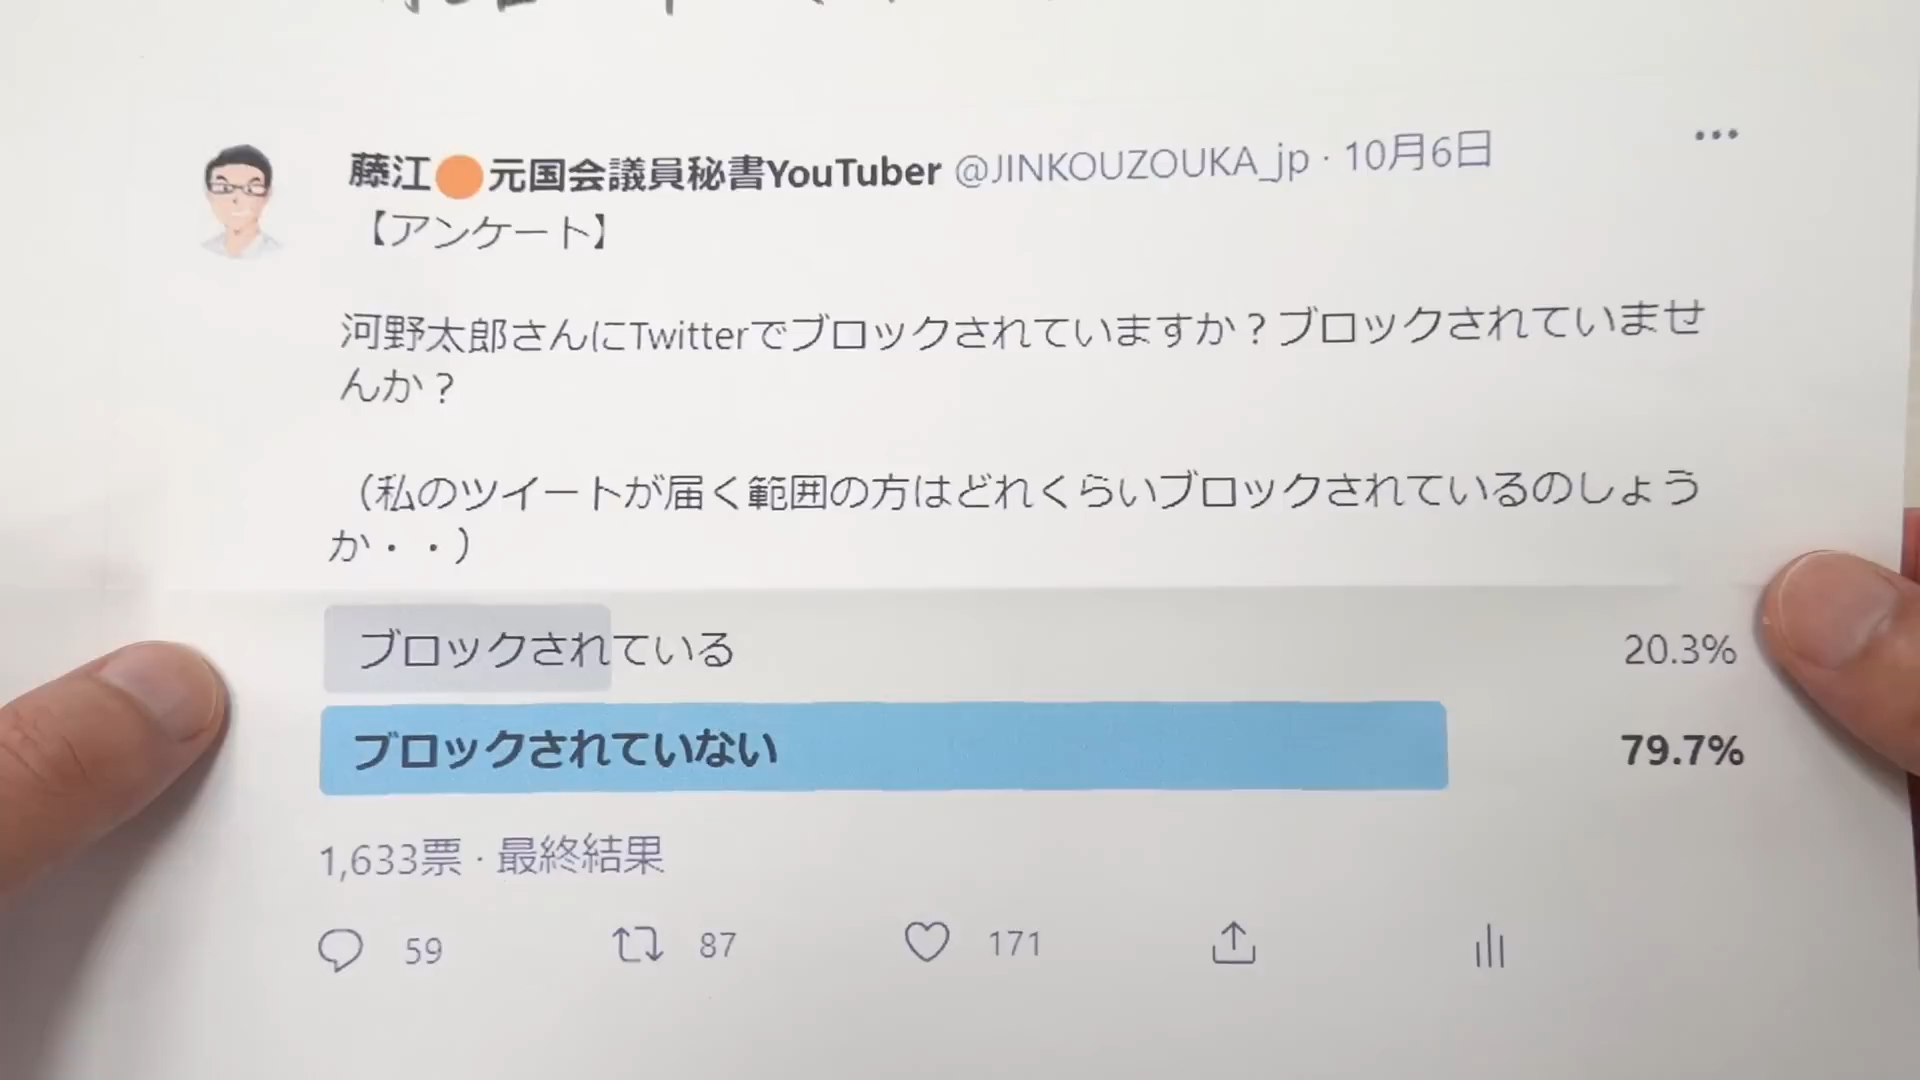 藤江🟠元国会議員秘書YouTuber @JINKOUZOUKA_jp · 10月6日
【アンケート】
河野太郎さんにTwitterでブロックされていますか？ブロックされていませ
んか？
（私のツイートが届く範囲の方はどれくらいブロックされているのしょう
か・・）
ブロックされている 20.3%
ブロックされていない 79.7%
1,633票 · 最終結果
59 87 171